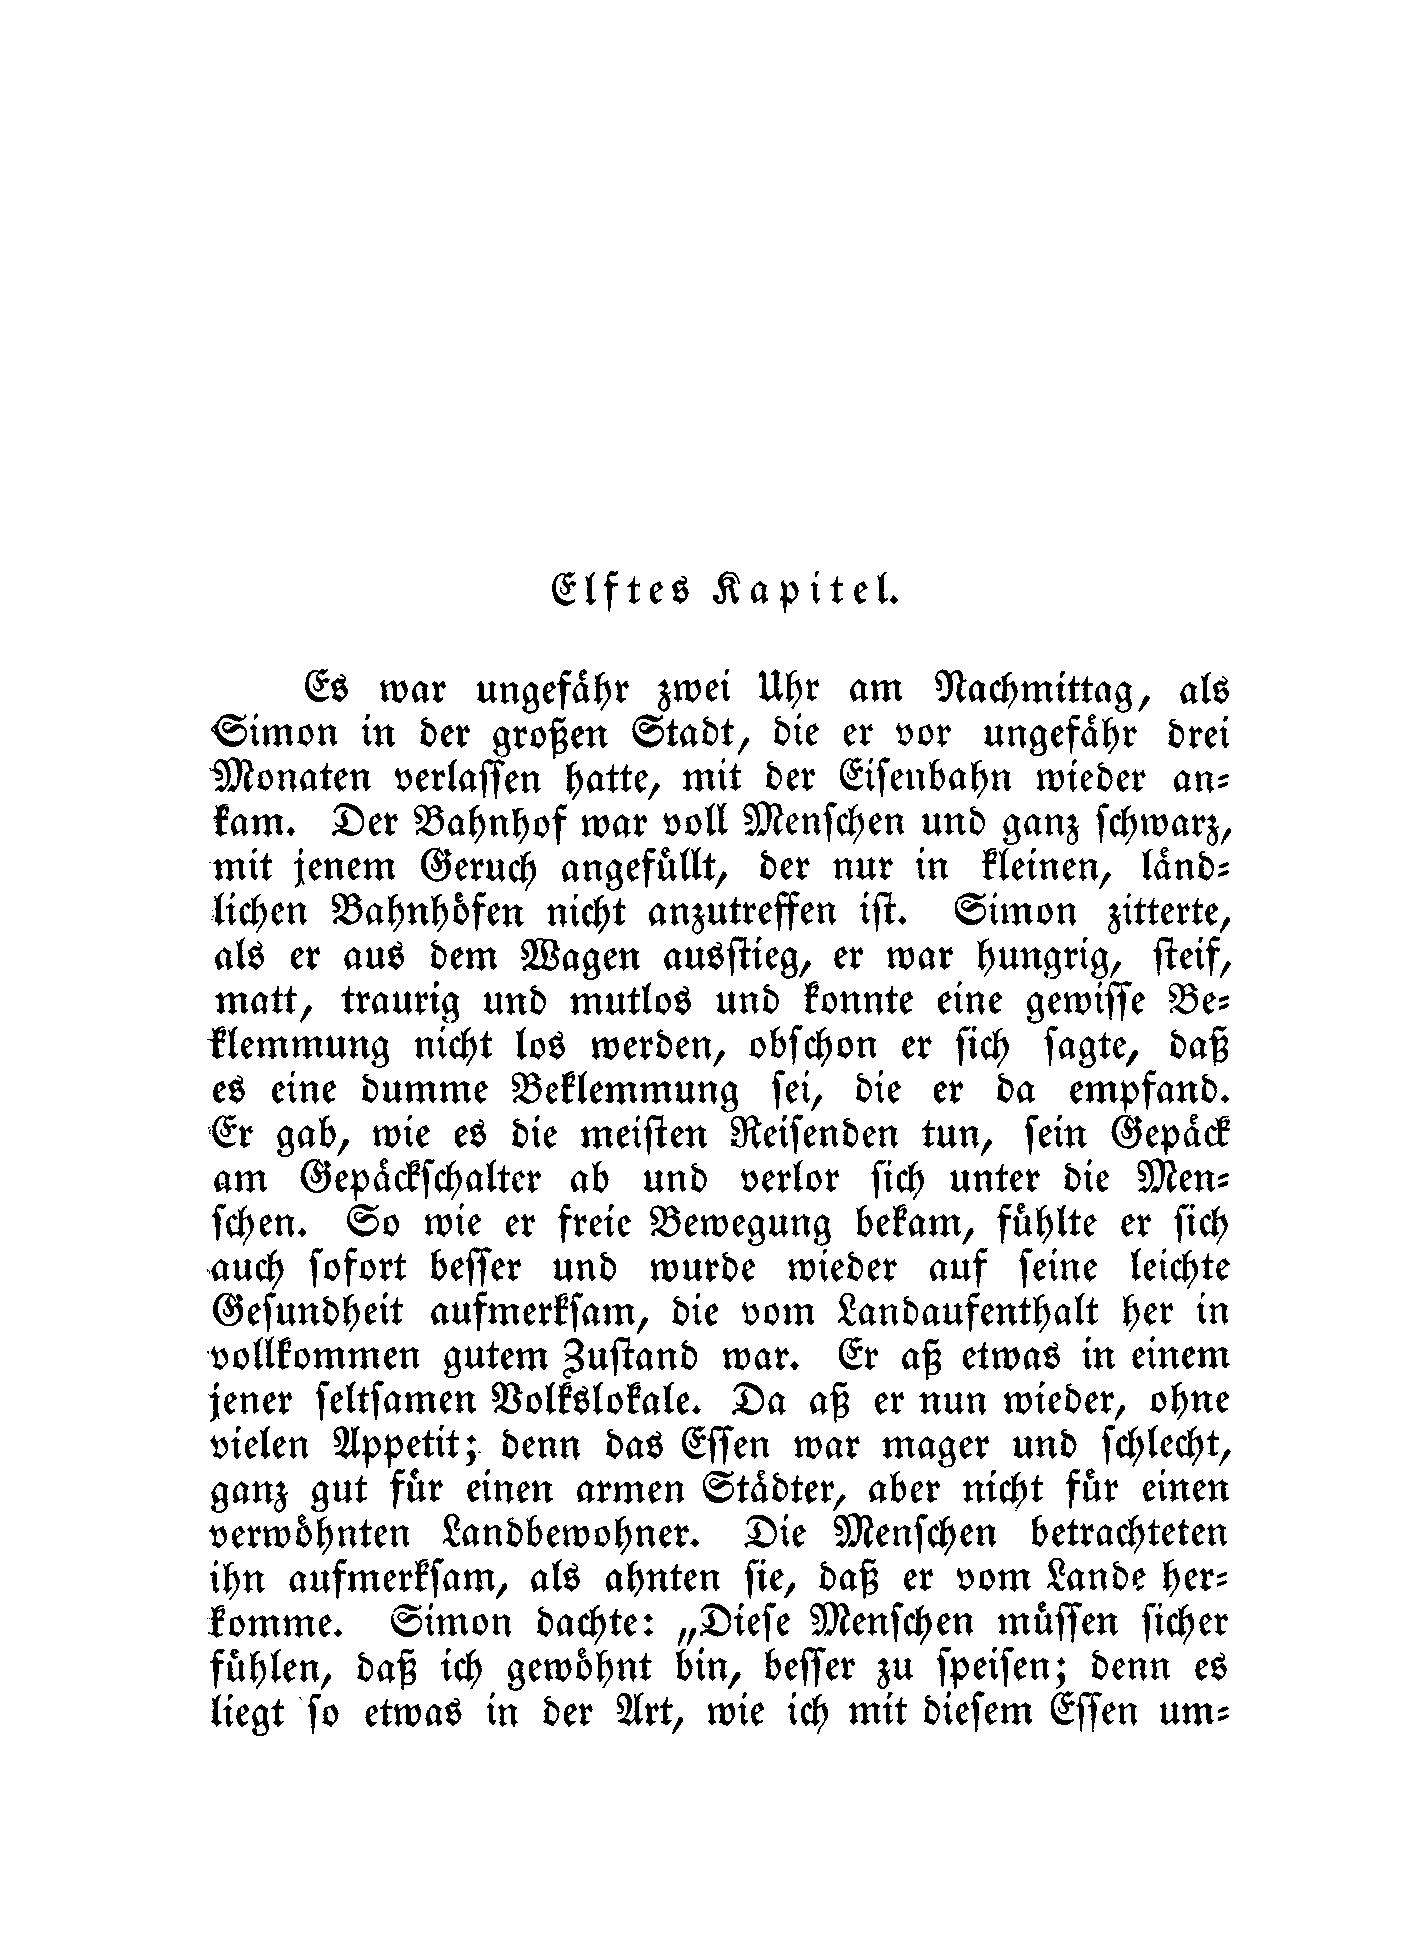 Elftes Kapitel.
Es war ungefähr zwei Uhr am Nachmittag, als
Simon in der großen Stadt, die er vor ungefähr drei
Monaten verlaſſen hatte, mit der Eiſenbahn wieder an-
kam. Der Bahnhof war voll Menſchen und ganz ſchwarz,
mit jenem Geruch angefüllt, der nur in kleinen, länd-
lichen Bahnhöfen nicht anzutreffen iſt. Simon zitterte,
als er aus dem Wagen ausſtieg, er war hungrig, ſteif,
matt, traurig und mutlos und konnte eine gewiſſe Be-
klemmung nicht los werden, obſchon er ſich ſagte, daß
es eine dumme Beklemmung ſei, die er da empfand.
Er gab, wie es die meiſten Reiſenden tun, ſein Gepäck
am Gepäckſchalter ab und verlor ſich unter die Men-
ſchen. So wie er freie Bewegung bekam, fühlte er ſich
auch ſofort beſſer und wurde wieder auf ſeine leichte
Geſundheit aufmerkſam, die vom Landaufenthalt her in
vollkommen gutem Zuſtand war. Er aß etwas in einem
jener ſeltſamen Volkslokale. Da aß er nun wieder, ohne
vielen Appetit; denn das Eſſen war mager und ſchlecht,
ganz gut für einen armen Städter, aber nicht für einen
verwöhnten Landbewohner. Die Menſchen betrachteten
ihn aufmerkſam, als ahnten ſie, daß er vom Lande her-
komme. Simon dachte: „Dieſe Menſchen müſſen ſicher
fühlen, daß ich gewöhnt bin, beſſer zu ſpeiſen; denn es
liegt ſo etwas in der Art, wie ich mit dieſem Eſſen um-